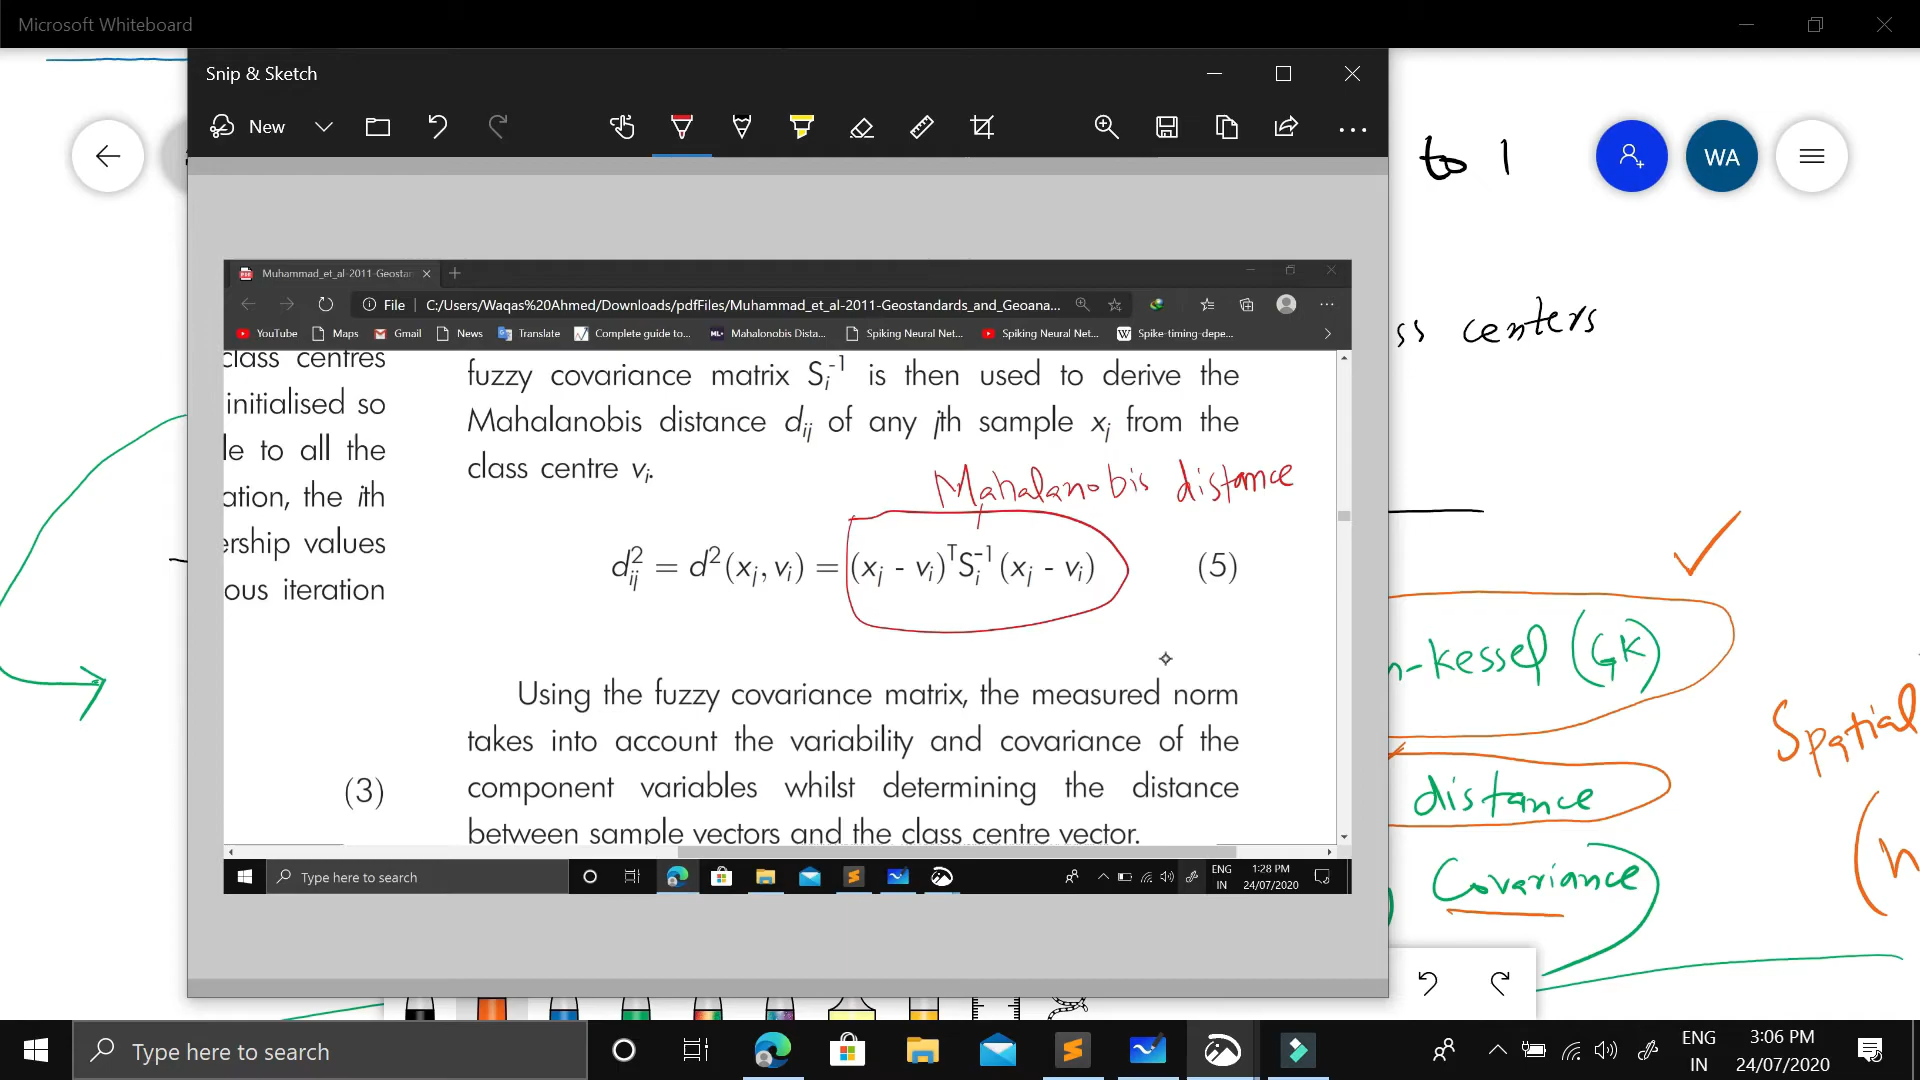 Microsoft Whiteboard
Snip & Sketch
New
to 1
WA
Muhammad_et_al-2011-Geostan
File
C:/Users/Waqas%20Ahmed/Downloads/pdfFiles/Muhammad_et_al-2011-Geostandards_and_Geoana...
YouTube Maps Gmail News Translate Complete guide to... Mahalonobis Dista... Spiking Neural Net... Spiking Neural Net... Spike-timing-depe...
class centres
initialised so
le to all the
ation, the ith
ership values
ous iteration
(3)
fuzzy covariance matrix S_i^-1 is then used to derive the
Mahalanobis distance d_ij of any jth sample x_j from the
class centre v_i.
Mahalanobis distance
d_ij^2 = d^2(x_j, v_i) = (x_j - v_i)^T S_i^-1 (x_j - v_i) (5)
Using the fuzzy covariance matrix, the measured norm
takes into account the variability and covariance of the
component variables whilst determining the distance
between sample vectors and the class centre vector.
Type here to search
ENG
IN
1:28 PM
24/07/2020
ss centers
n-kessel (GK)
distance
Covariance
Spatial
(n
Type here to search
ENG
IN
3:06 PM
24/07/2020